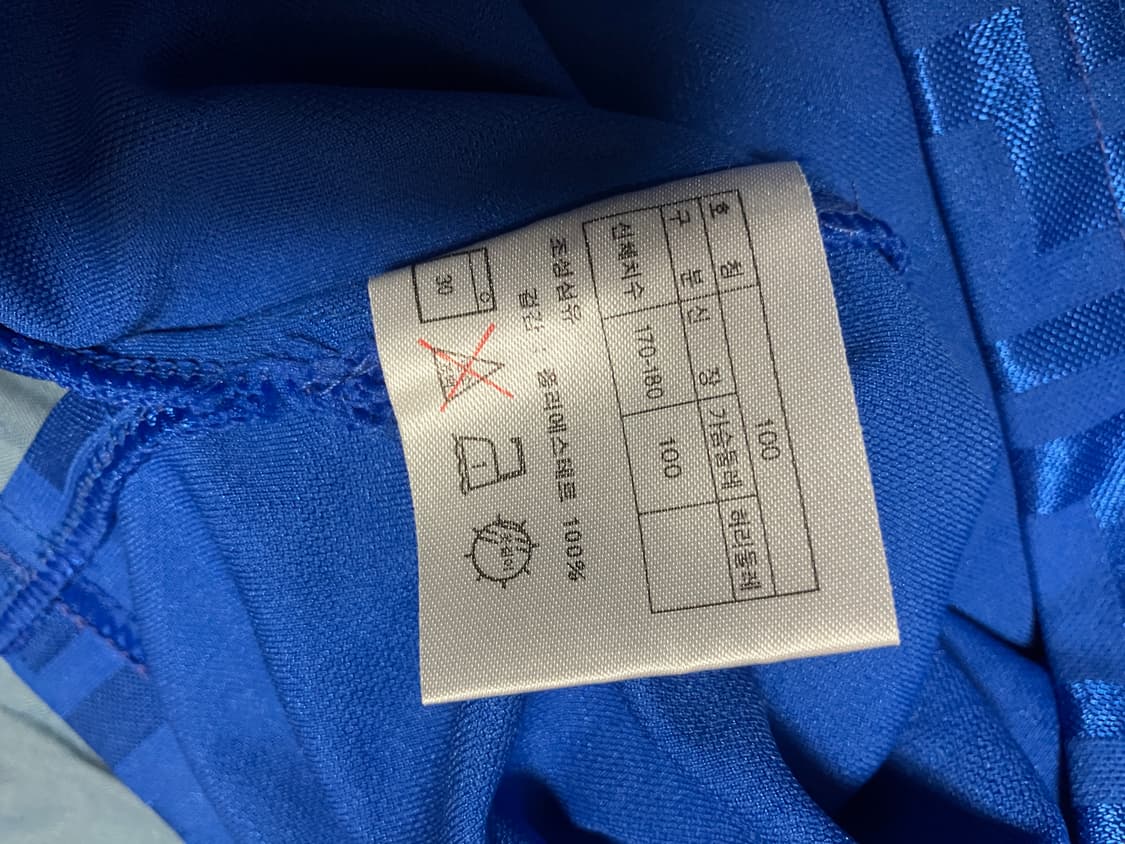 호 칭 100
구 분 신 장 가슴둘레 허리둘레
신체치수 170-180 100
조성섬유
겉감 : 폴리에스테르 100%
30
℃